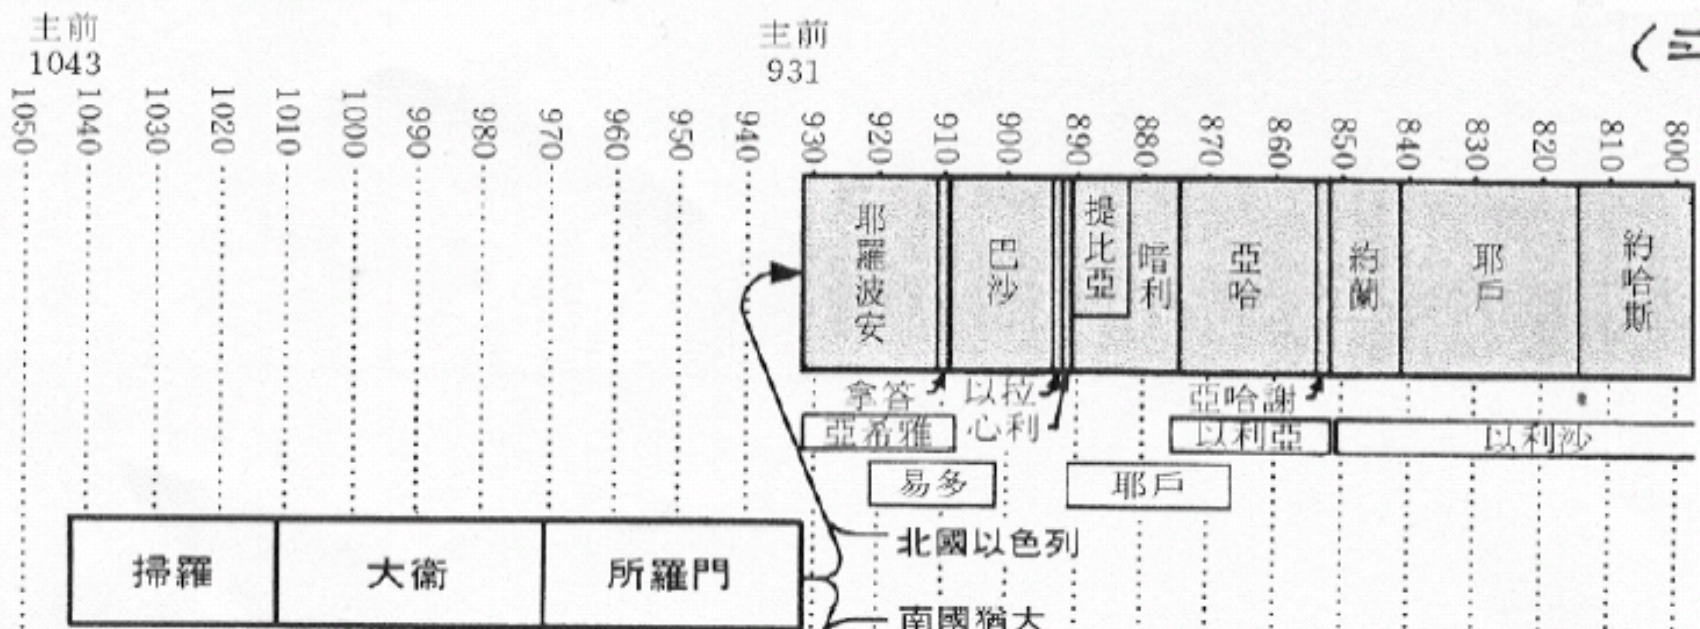 主前
1043
主前
931
1050 1040 1030 1020 1010 1000 990 980 970 960 950 940 930 920 910 900 890 880 870 860 850 840 830 820 810 800
耶羅波安
巴沙
提比亞
暗利
亞哈
約蘭
耶戶
約哈斯
拿答
以拉
亞哈謝
亞希雅
心利
以利亞
以利沙
易多
耶戶
北國以色列
掃羅
大衛
所羅門
南國猶大